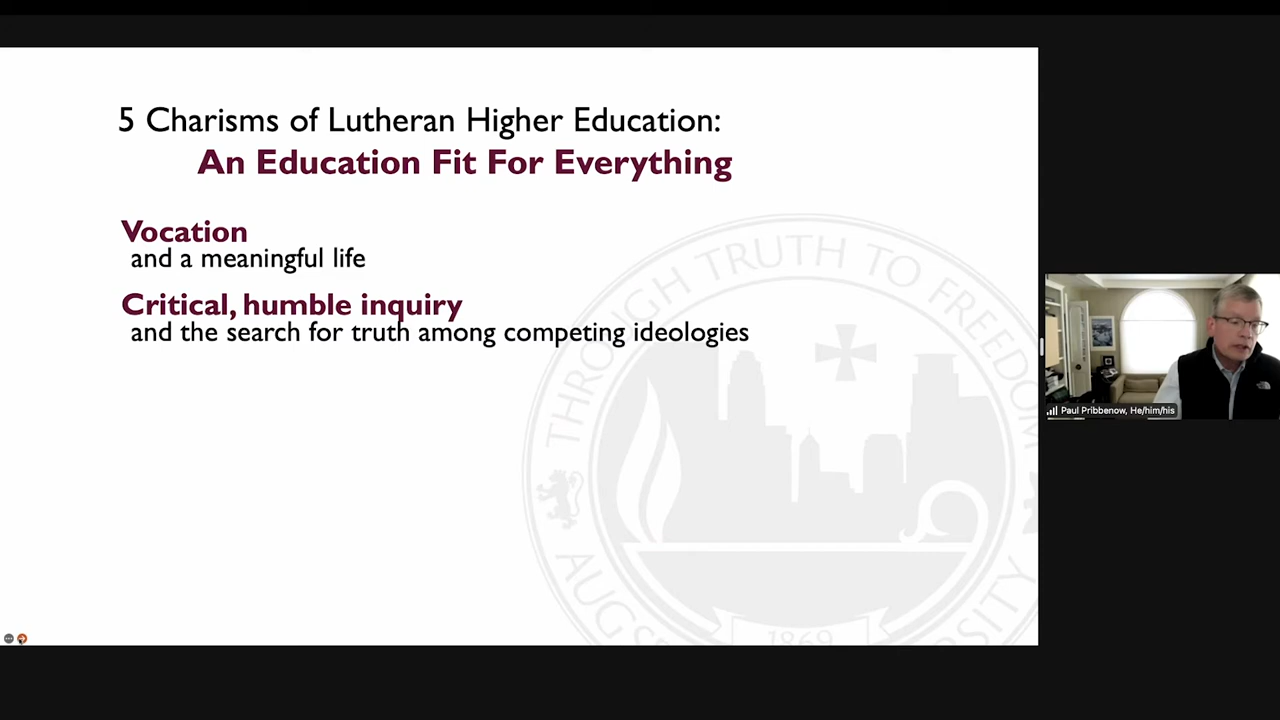 5 Charisms of Lutheran Higher Education:
An Education Fit For Everything
Vocation
and a meaningful life
Critical, humble inquiry
and the search for truth among competing ideologies
THROUGH TRUTH TO FREEDOM
1869
Paul Pribbenow, He/him/his